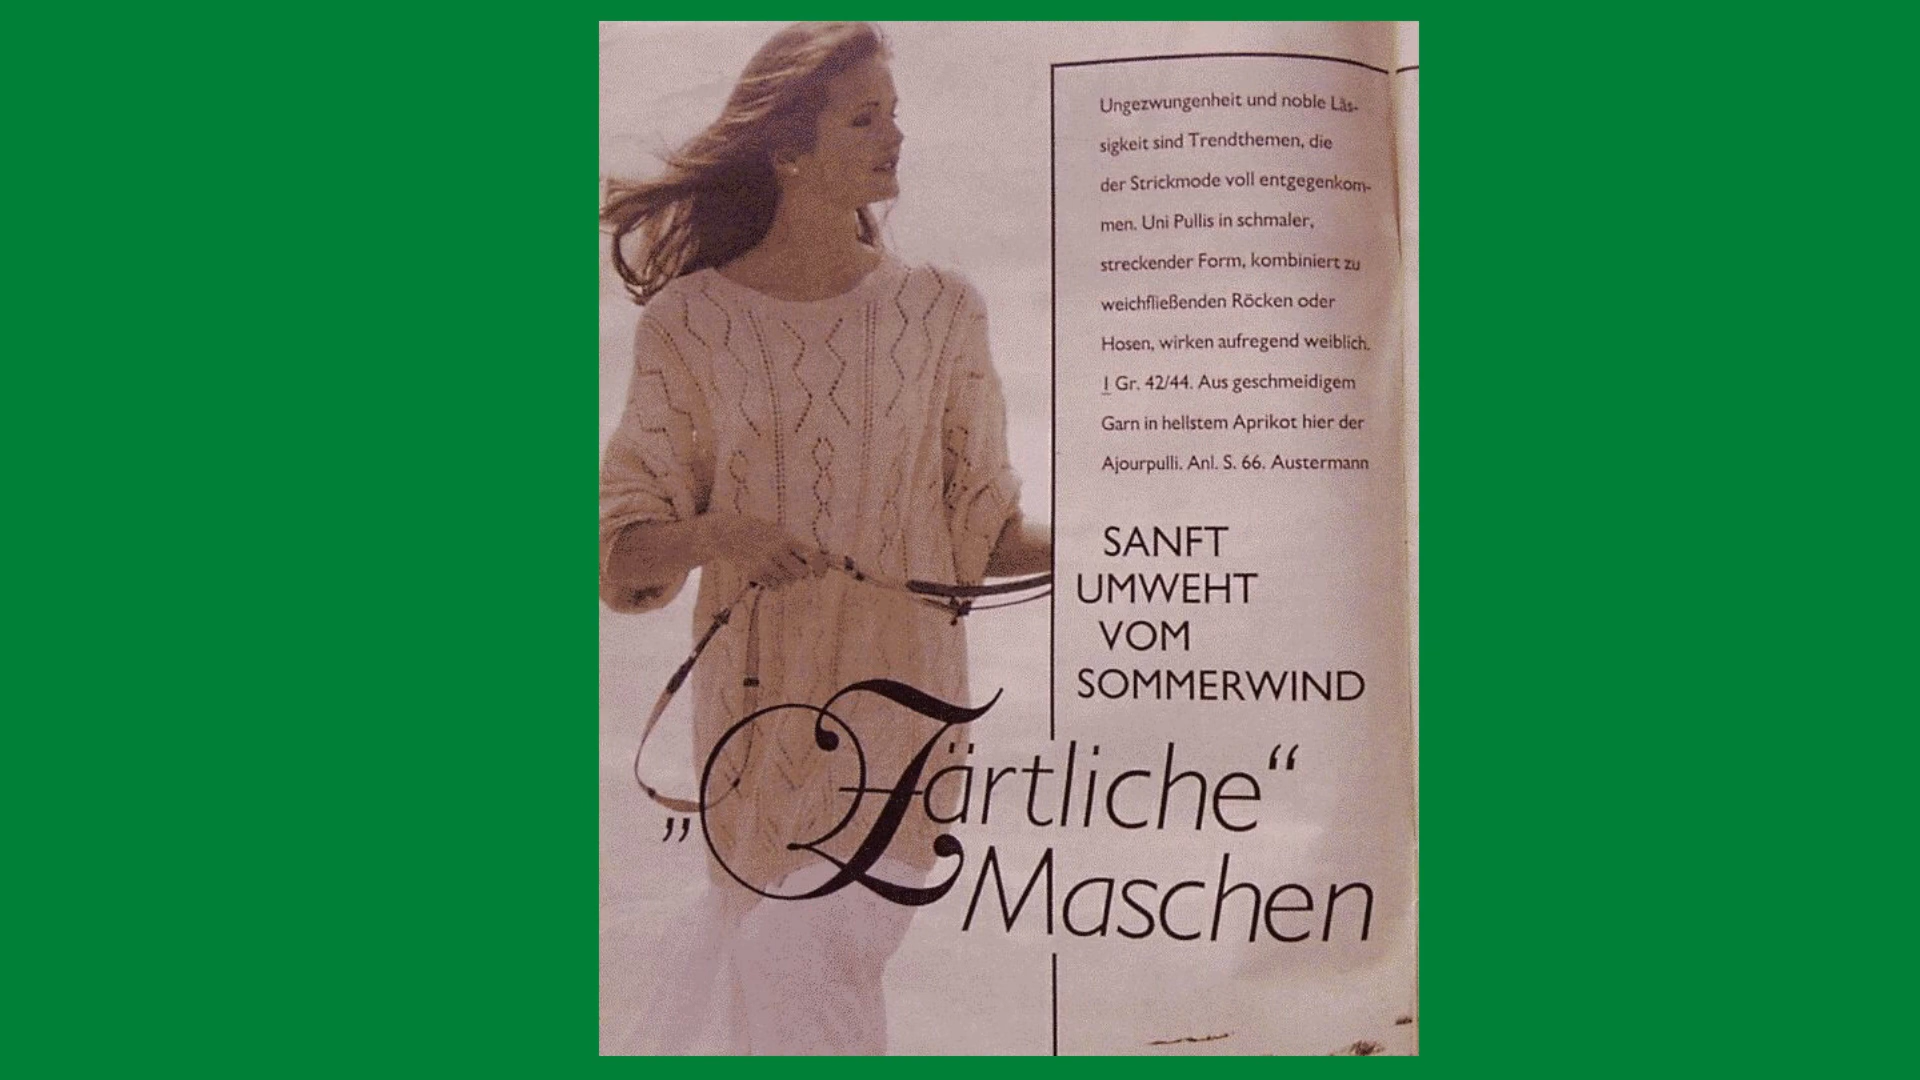 Ungezwungenheit und noble Läs-
sigkeit sind Trendthemen, die
der Strickmode voll entgegenkom-
men. Uni Pullis in schmaler,
streckender Form, kombiniert zu
weichfließenden Röcken oder
Hosen, wirken aufregend weiblich.
1 Gr. 42/44. Aus geschmeidigem
Garn in hellstem Aprikot hier der
Ajourpulli. Anl. S. 66. Austermann
SANFT
UMWEHT
VOM
SOMMERWIND
„Zärtliche“
Maschen